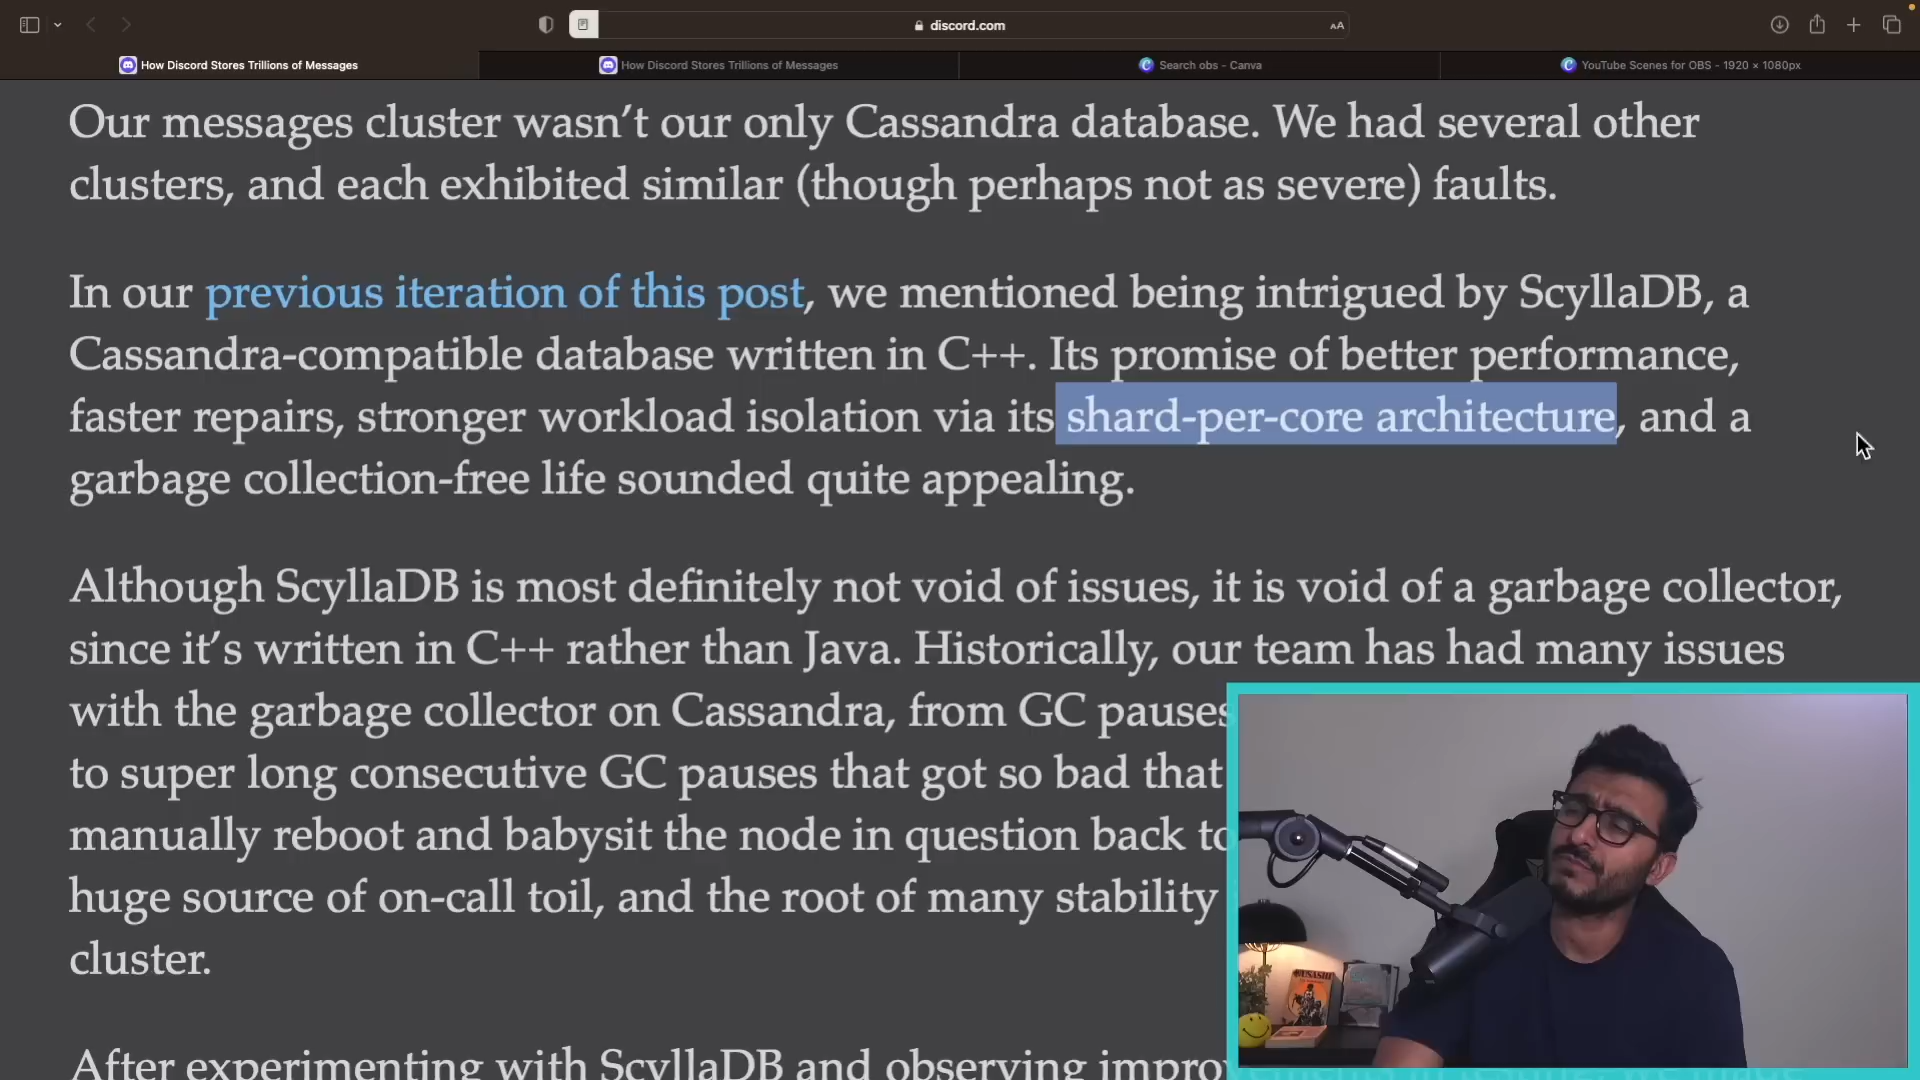 discord.com
AA
How Discord Stores Trillions of Messages
How Discord Stores Trillions of Messages
Search obs - Canva
YouTube Scenes for OBS - 1920 × 1080px
Our messages cluster wasn't our only Cassandra database. We had several other
clusters, and each exhibited similar (though perhaps not as severe) faults.
In our previous iteration of this post, we mentioned being intrigued by ScyllaDB, a
Cassandra-compatible database written in C++. Its promise of better performance,
faster repairs, stronger workload isolation via its shard-per-core architecture, and a
garbage collection-free life sounded quite appealing.
Although ScyllaDB is most definitely not void of issues, it is void of a garbage collector,
since it's written in C++ rather than Java. Historically, our team has had many issues
with the garbage collector on Cassandra, from GC pauses
to super long consecutive GC pauses that got so bad that
manually reboot and babysit the node in question back to
huge source of on-call toil, and the root of many stability
cluster.
After experimenting with ScyllaDB and observing
USASHI